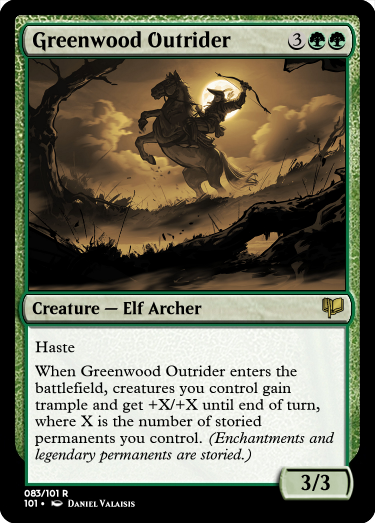 Greenwood Outrider 3
Creature — Elf Archer
Haste
When Greenwood Outrider enters the
battlefield, creatures you control gain
trample and get +X/+X until end of turn,
where X is the number of storied
permanents you control. (Enchantments and
legendary permanents are storied.)
3/3
083/101 R
101 • Daniel Valaisis